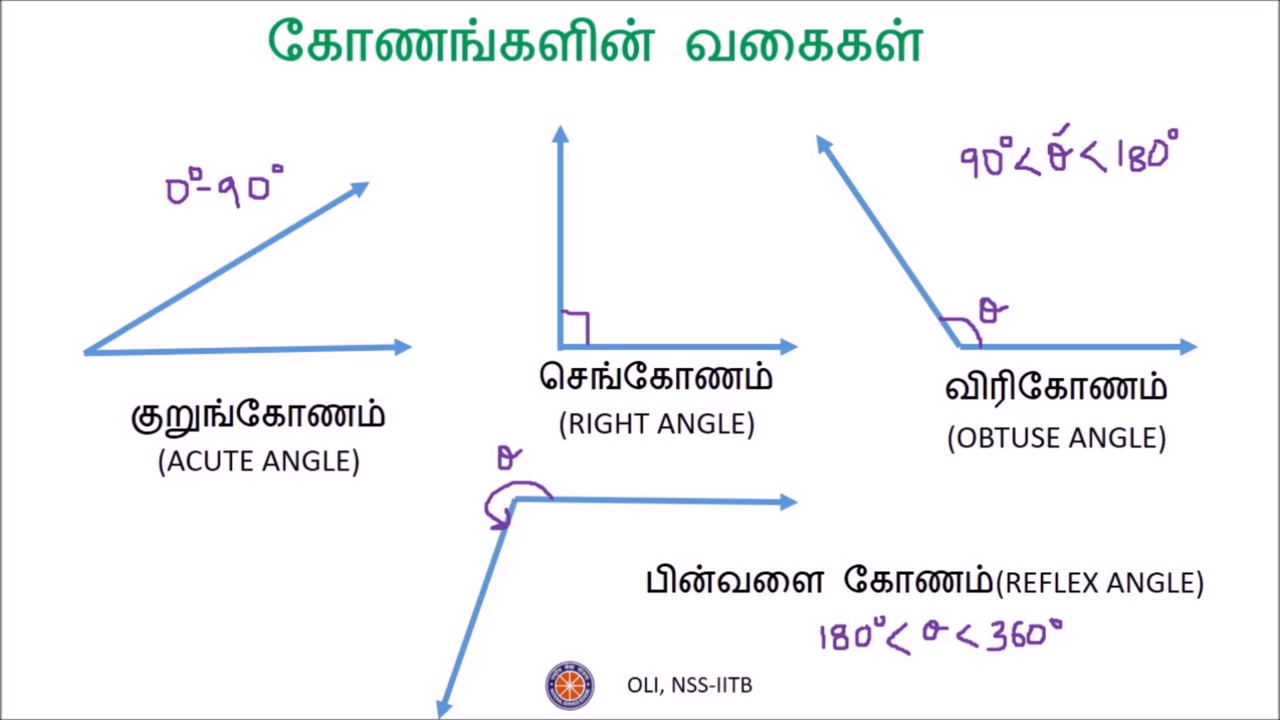 கோணங்களின் வகைகள்
0°-90°
90° < θ < 180°
θ
குறுங்கோணம்
(ACUTE ANGLE)
செங்கோணம்
(RIGHT ANGLE)
விரிகோணம்
(OBTUSE ANGLE)
θ
பின்வளை கோணம்(REFLEX ANGLE)
180° < θ < 360°
OLI, NSS-IITB